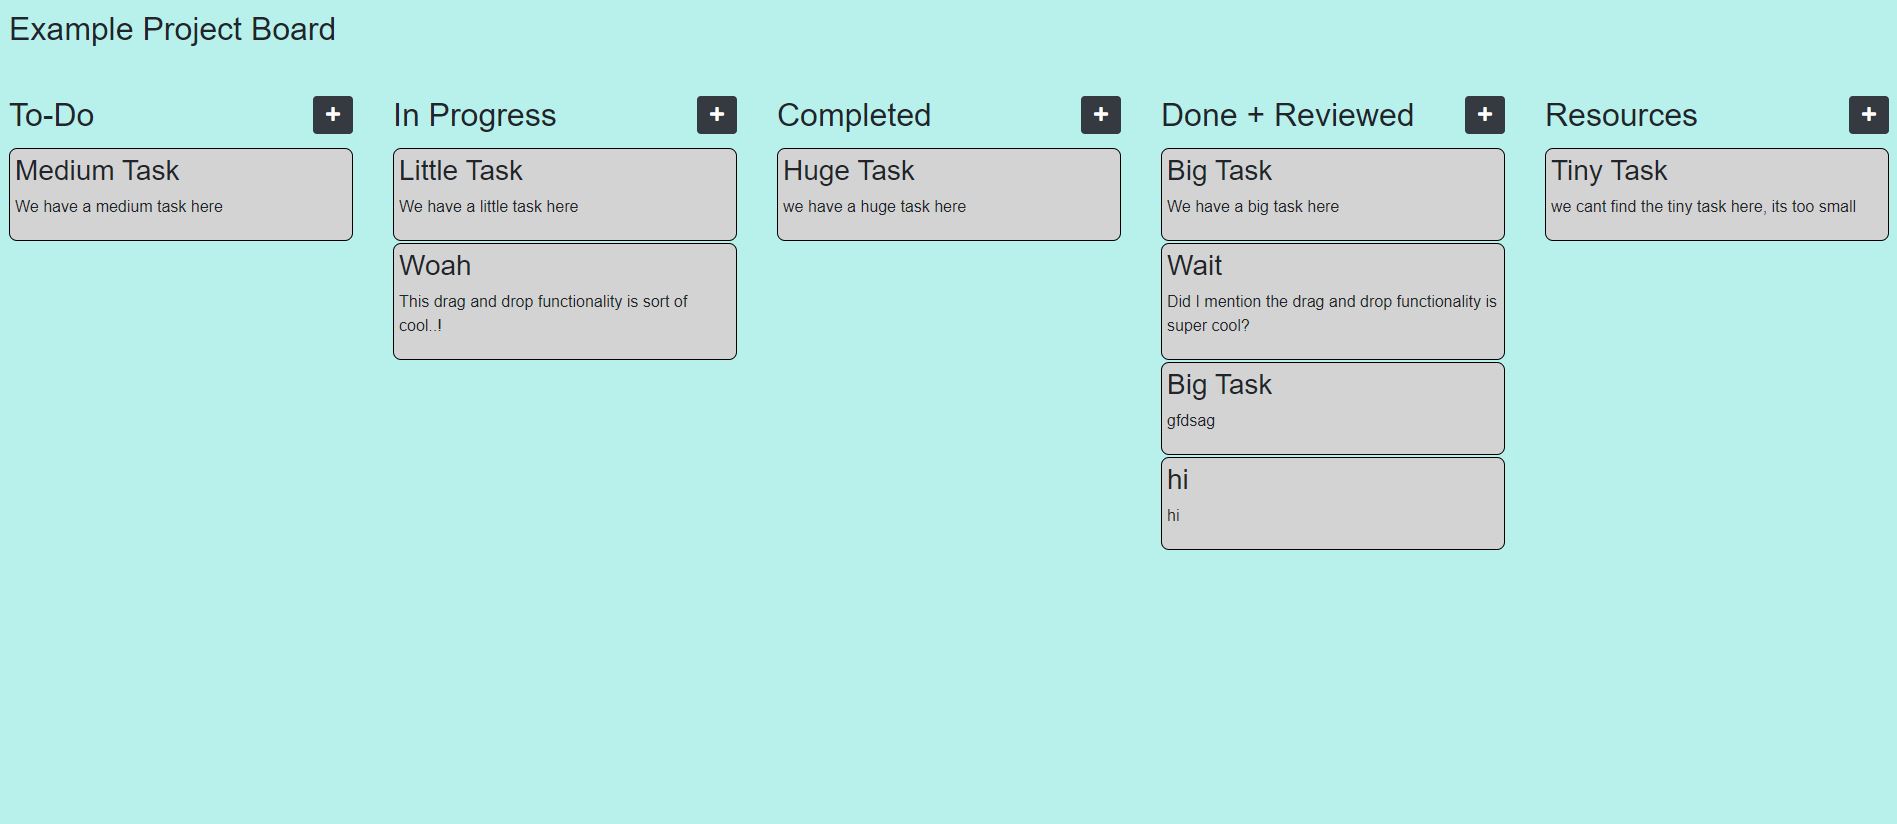 Example Project Board
To-Do
+
Medium Task
We have a medium task here
In Progress
+
Little Task
We have a little task here
Woah
This drag and drop functionality is sort of
cool..!
Completed
+
Huge Task
we have a huge task here
Done + Reviewed
+
Big Task
We have a big task here
Wait
Did I mention the drag and drop functionality is
super cool?
Big Task
gfdsag
hi
hi
Resources
+
Tiny Task
we cant find the tiny task here, its too small